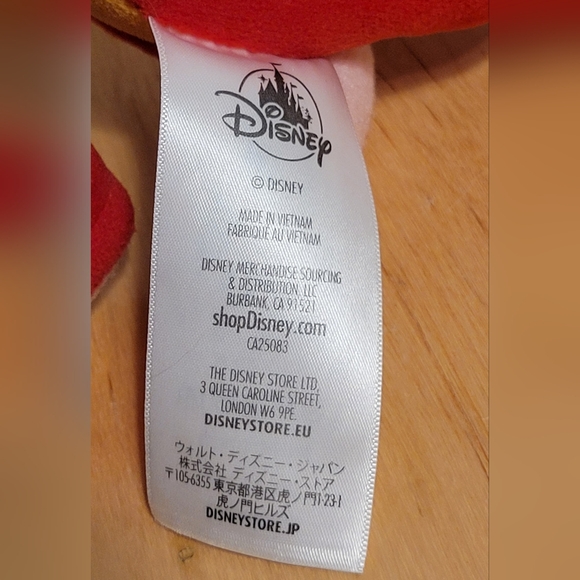 Disney
© DISNEY
MADE IN VIETNAM
FABRIQUÉ AU VIETNAM
DISNEY MERCHANDISE SOURCING
& DISTRIBUTION, LLC
BURBANK, CA 91521
shopDisney.com
CA25083
THE DISNEY STORE LTD,
3 QUEEN CAROLINE STREET,
LONDON W6 9PE.
DISNEYSTORE.EU
ウォルト・ディズニー・ジャパン
株式会社 ディズニー・ストア
〒105-6355 東京都港区虎ノ門1-23-1
虎ノ門ヒルズ
DISNEYSTORE.JP